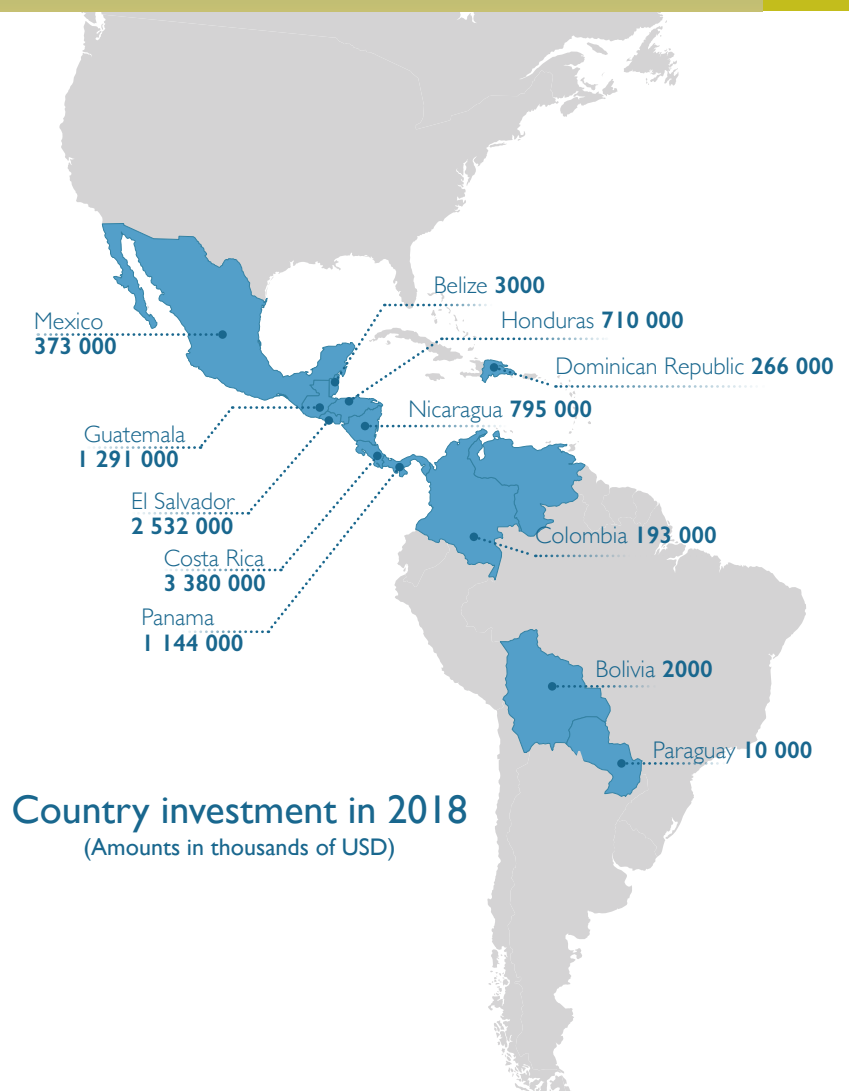 Belize 3000
Honduras 710 000
Mexico
373 000
Dominican Republic 266 000
Nicaragua 795 000
Guatemala
1 291 000
El Salvador
2 532 000
Colombia 193 000
Costa Rica
3 380 000
Panama
1 144 000
Bolivia 2000
Paraguay 10 000
Country investment in 2018
(Amounts in thousands of USD)